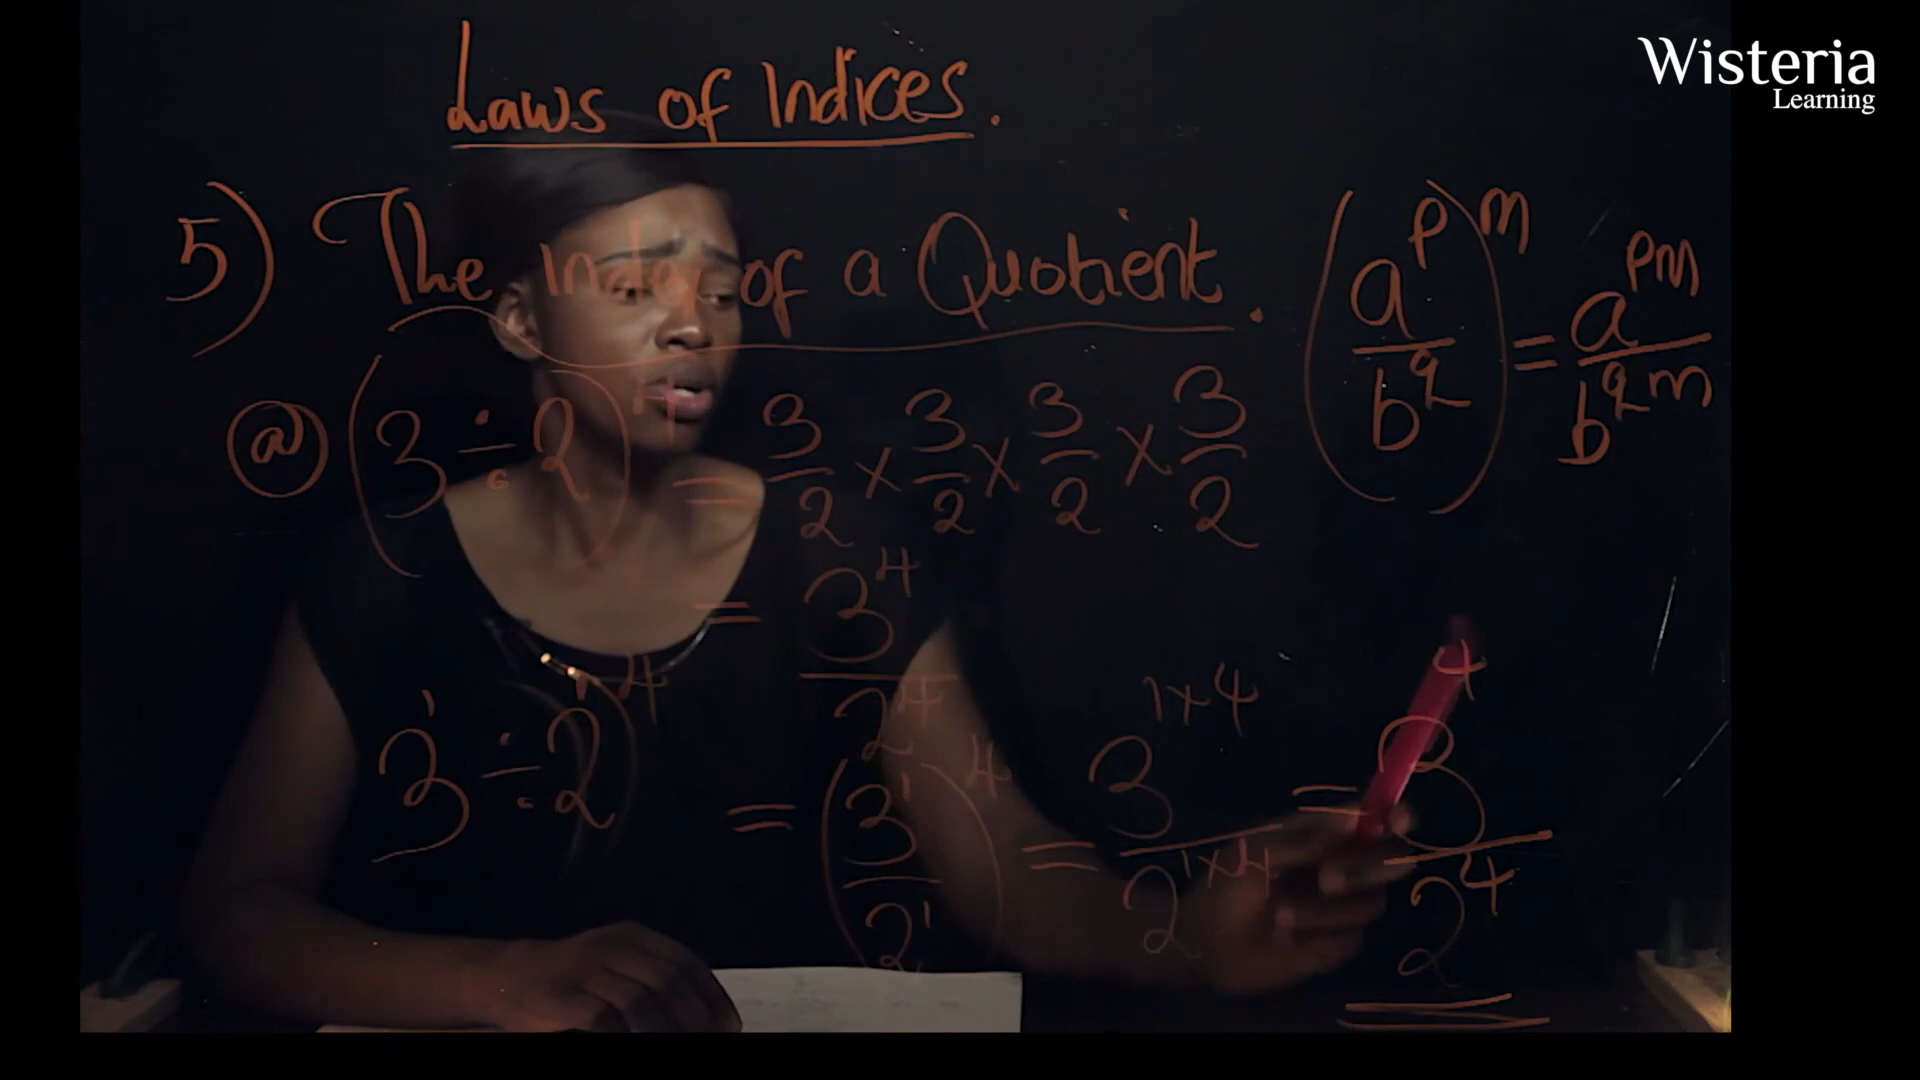 Wisteria
Learning
Laws of Indices.
5) The Index of a Quotient. (a^p/b^q)^m = a^pm/b^qm
(a) (3 ÷ 2)^4 = 3/2 × 3/2 × 3/2 × 3/2
= 3^4/2^4
3^1 ÷ 2^1)^4 = (3^1/2^1)^4 = 3^1×4/2^1×4 = 3^4/2^4